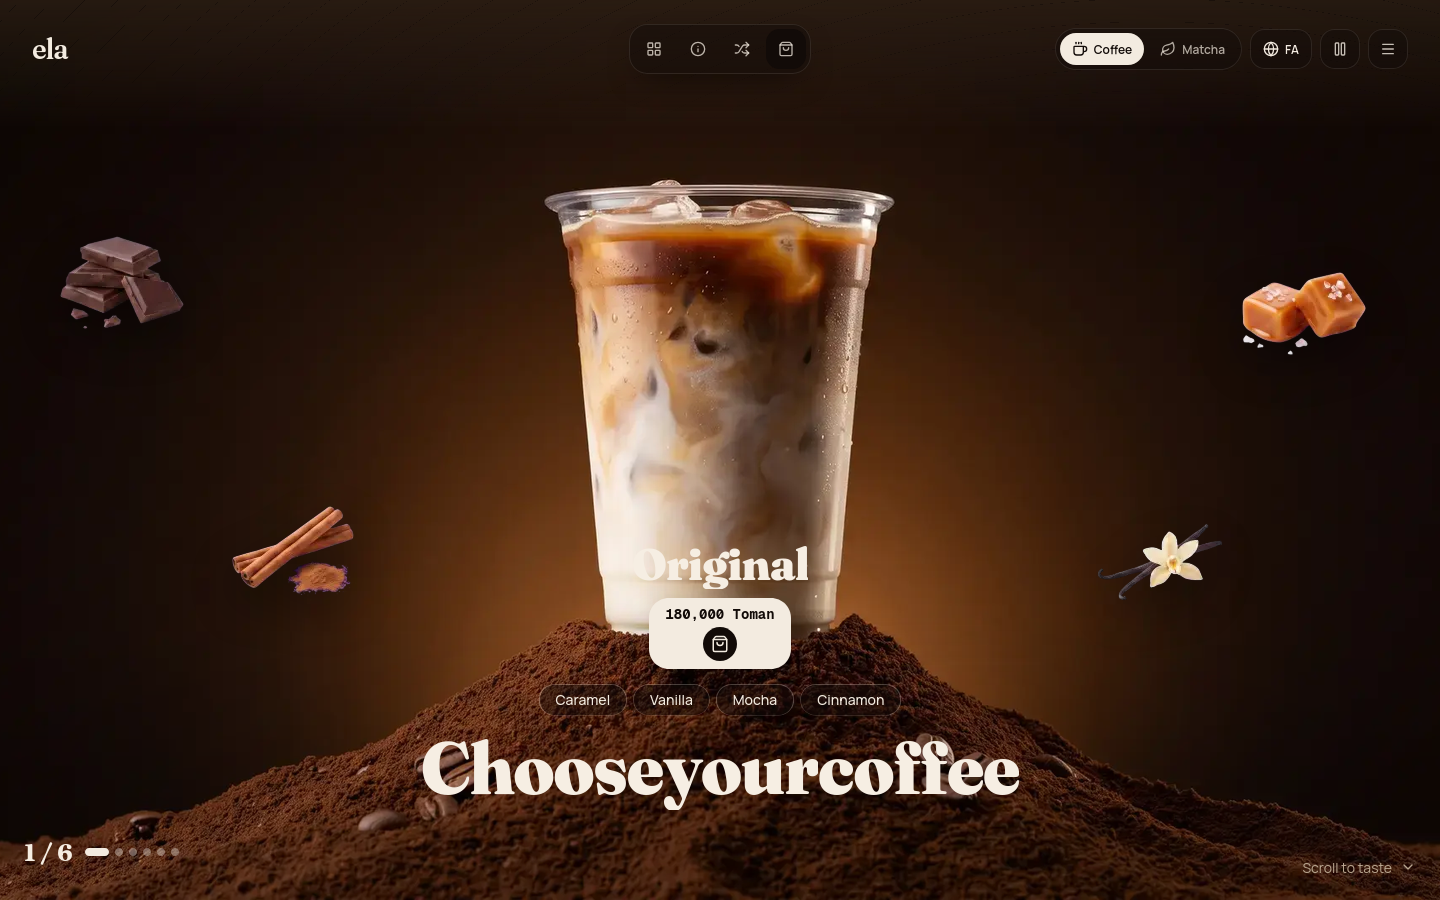 ela
Coffee
Matcha
FA
Original
180,000 Toman
Caramel
Vanilla
Mocha
Cinnamon
Chooseyourcoffee
1 / 6
Scroll to taste